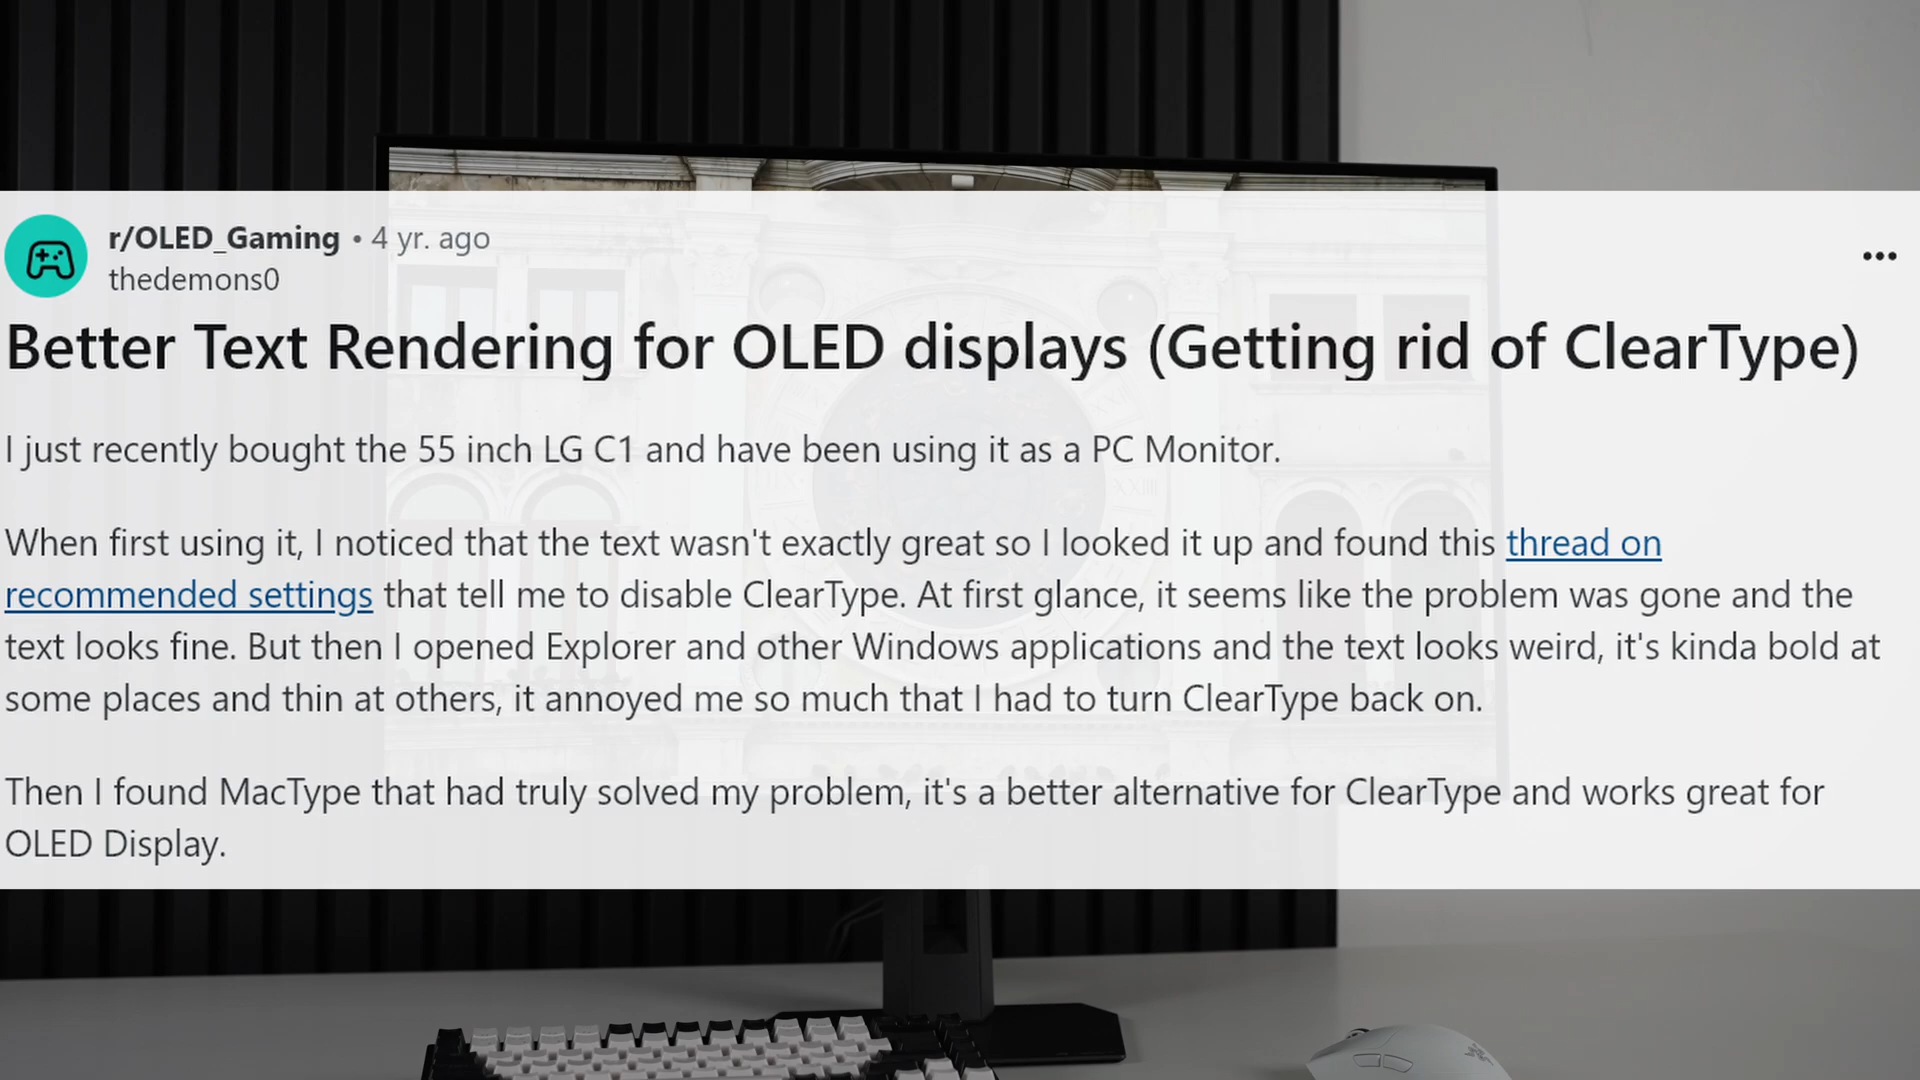 r/OLED_Gaming • 4 yr. ago
thedemons0
Better Text Rendering for OLED displays (Getting rid of ClearType)
I just recently bought the 55 inch LG C1 and have been using it as a PC Monitor.
When first using it, I noticed that the text wasn't exactly great so I looked it up and found this thread on
recommended settings that tell me to disable ClearType. At first glance, it seems like the problem was gone and the
text looks fine. But then I opened Explorer and other Windows applications and the text looks weird, it's kinda bold at
some places and thin at others, it annoyed me so much that I had to turn ClearType back on.
Then I found MacType that had truly solved my problem, it's a better alternative for ClearType and works great for
OLED Display.